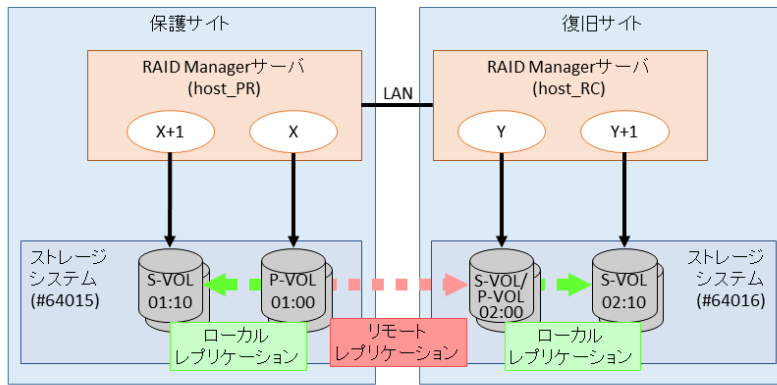 保護サイト
RAID Managerサーバ
(host_PR)
X+1
X
LAN
復旧サイト
RAID Managerサーバ
(host_RC)
Y
Y+1
ストレージ
システム
(#64015)
S-VOL
01:10
P-VOL
01:00
S-VOL/
P-VOL
02:00
S-VOL
02:10
ストレージ
システム
(#64016)
ローカル
レプリケーション
リモート
レプリケーション
ローカル
レプリケーション